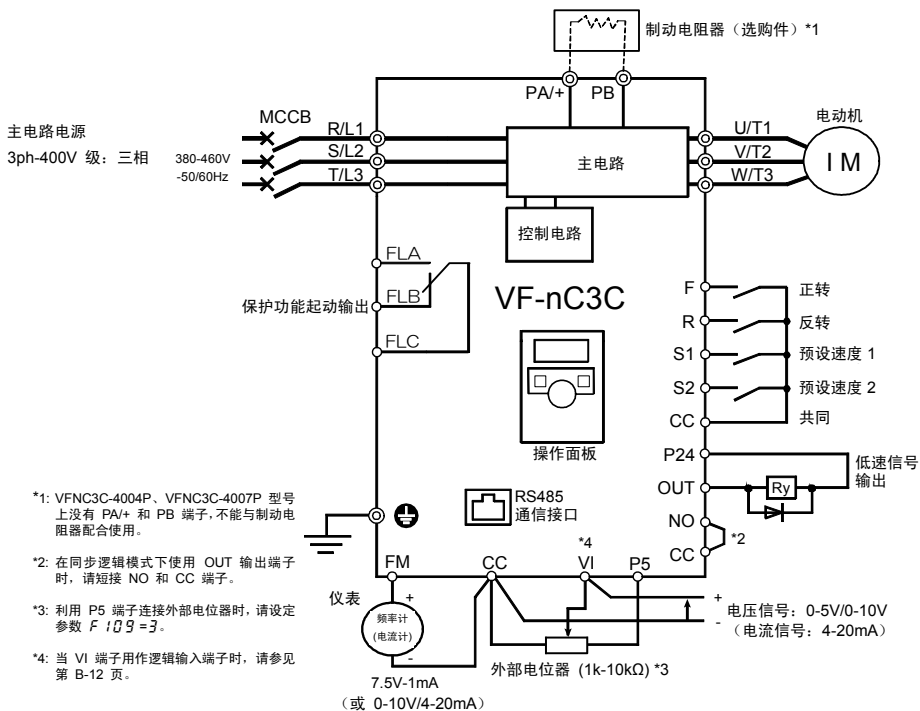 制动电阻器（选购件）*1
PA/+
PB
主电路电源
3ph-400V 级：三相
380-460V
-50/60Hz
MCCB
R/L1
S/L2
T/L3
主电路
控制电路
U/T1
V/T2
W/T3
电动机
I M
FLA
FLB
FLC
保护功能起动输出
VF-nC3C
操作面板
F
正转
R
反转
S1
预设速度 1
S2
预设速度 2
CC
共同
P24
低速信号
输出
OUT
Ry
NO
*2
CC
RS485
通信接口
*1: VFNC3C-4004P、VFNC3C-4007P 型号
上没有 PA/+ 和 PB 端子,不能与制动电
阻器配合使用。
*2: 在同步逻辑模式下使用 OUT 输出端子
时，请短接 NO 和 CC 端子。
*3: 利用 P5 端子连接外部电位器时，请设定
参数 F109=3。
*4: 当 VI 端子用作逻辑输入端子时，请参见
第 B-12 页。
FM
CC
*4
VI
P5
仪表
+
频率计
(电流计)
-
7.5V-1mA
（或 0-10V/4-20mA）
外部电位器 (1k-10kΩ) *3
+
-
电压信号：0-5V/0-10V
（电流信号：4-20mA）